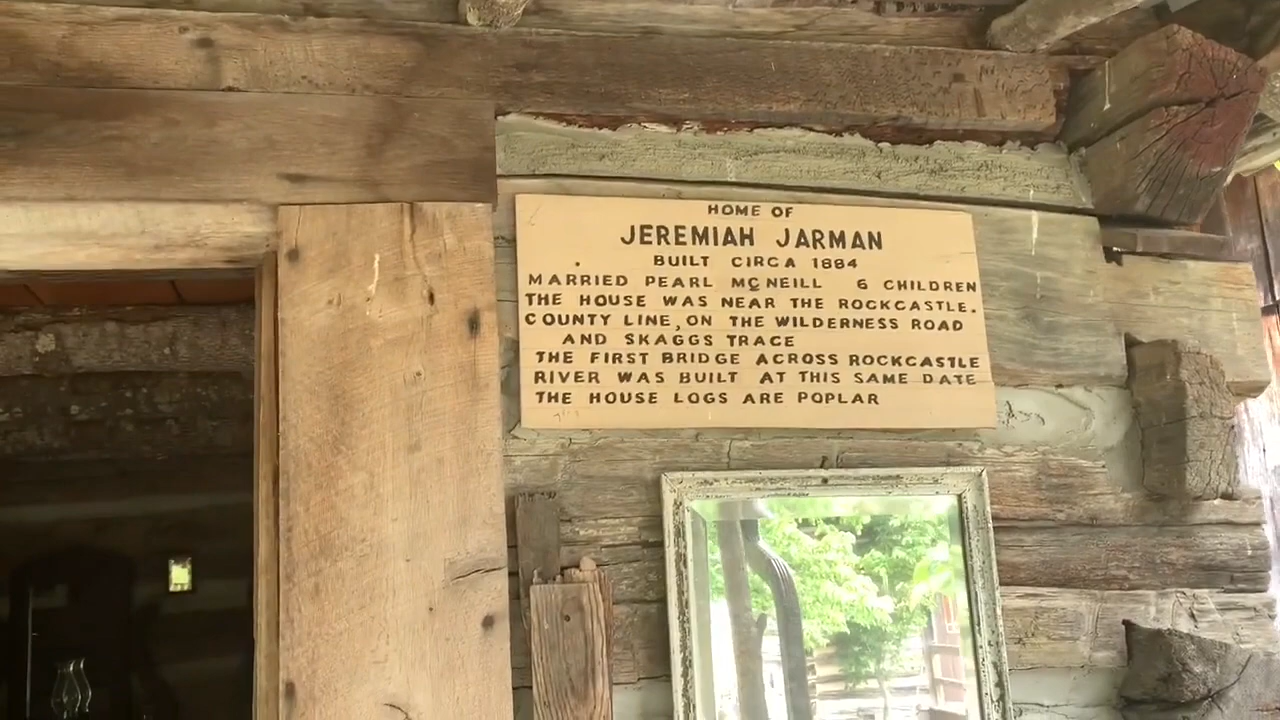 HOME OF
JEREMIAH JARMAN
BUILT CIRCA 1884
MARRIED PEARL MCNEILL 6 CHILDREN
THE HOUSE WAS NEAR THE ROCKCASTLE.
COUNTY LINE, ON THE WILDERNESS ROAD
AND SKAGGS TRACE
THE FIRST BRIDGE ACROSS ROCKCASTLE
RIVER WAS BUILT AT THIS SAME DATE
THE HOUSE LOGS ARE POPLAR